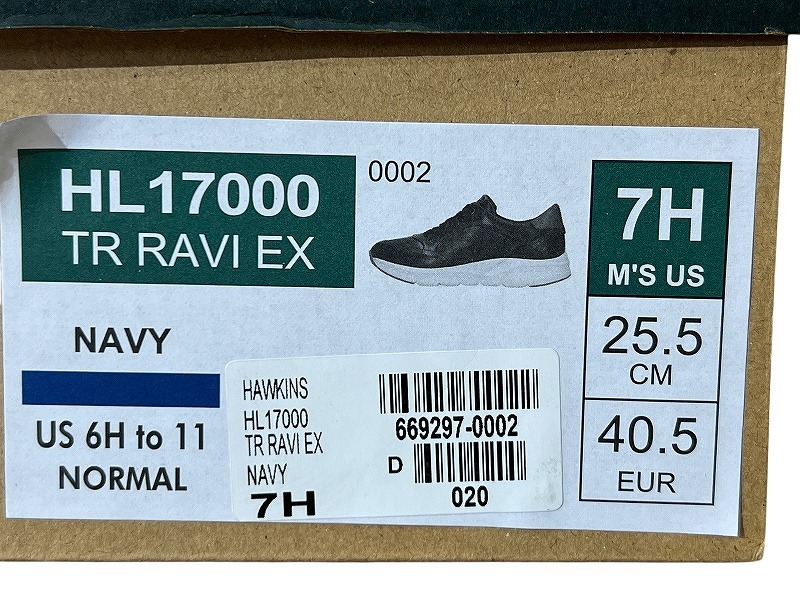 HL17000
TR RAVI EX
0002
7H
M'S US
25.5
CM
40.5
EUR
NAVY
US 6H to 11
NORMAL
HAWKINS
HL17000
TR RAVI EX
NAVY
7H
669297-0002
D
020